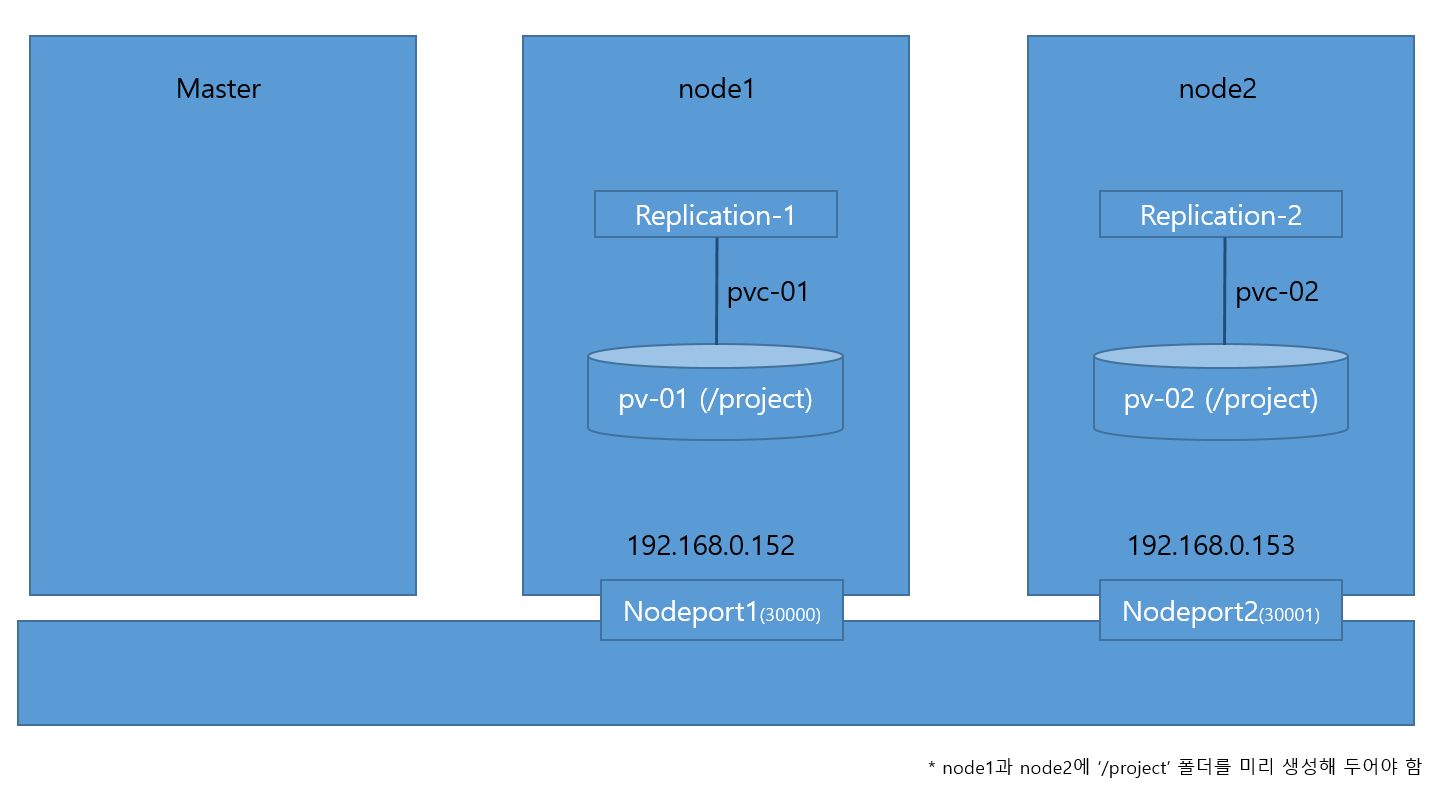 Master
node1
node2
Replication-1
Replication-2
pvc-01
pvc-02
pv-01 (/project)
pv-02 (/project)
192.168.0.152
192.168.0.153
Nodeport1(30000)
Nodeport2(30001)
* node1과 node2에 ‘/project’ 폴더를 미리 생성해 두어야 함